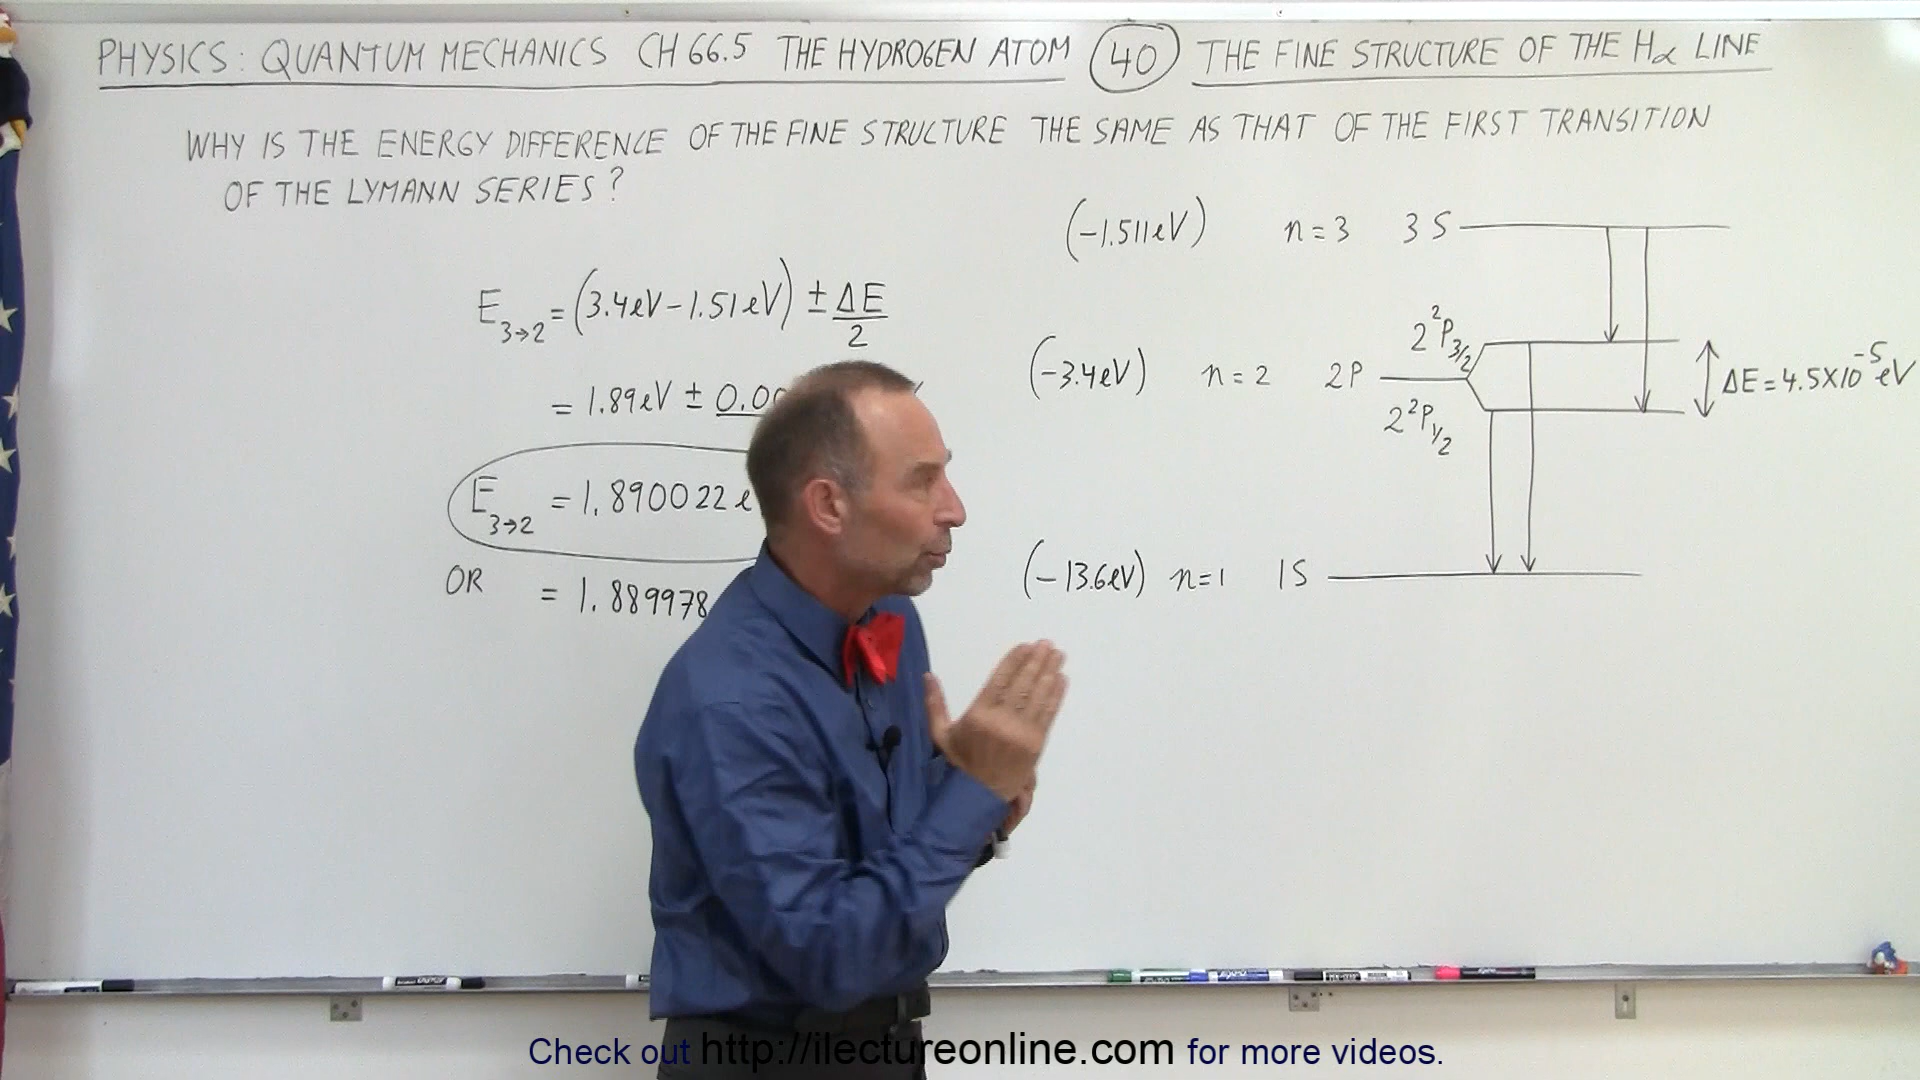 PHYSICS: QUANTUM MECHANICS CH 66.5 THE HYDROGEN ATOM 40 THE FINE STRUCTURE OF THE Hα LINE
WHY IS THE ENERGY DIFFERENCE OF THE FINE STRUCTURE THE SAME AS THAT OF THE FIRST TRANSITION
OF THE LYMANN SERIES?
E3→2 = (3.4eV - 1.51eV) ± ΔE/2
= 1.89eV ± 0.00
E3→2 = 1.890022 e
OR = 1.889978
(-1.511eV) n=3 3S
2²P3/2
(-3.4eV) n=2 2P
ΔE = 4.5X10⁻⁵eV
2²P1/2
(-13.6eV) n=1 1S
Check out http://ilectureonline.com for more videos.